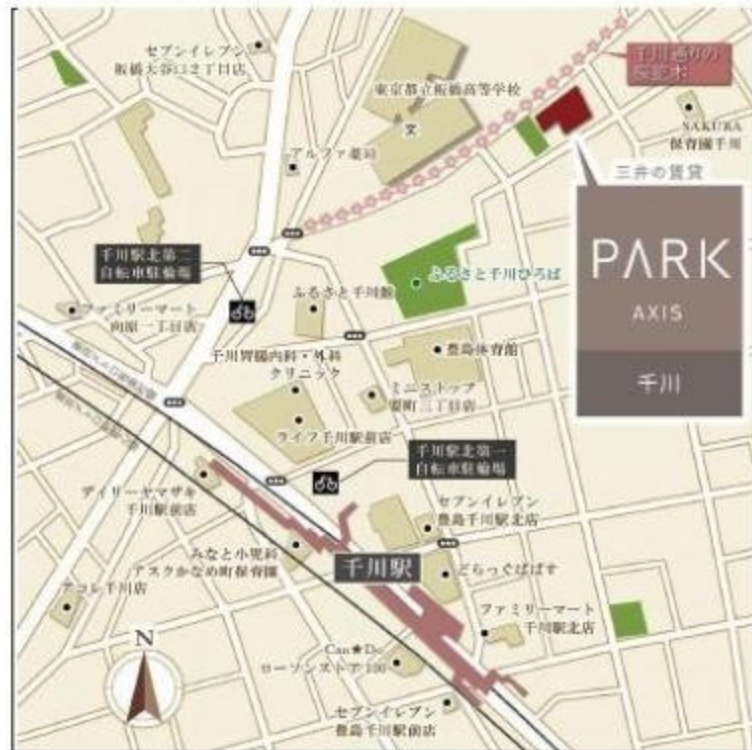 セブンイレブン
板橋大谷口2丁目店
千川通りの
桜並木
東京都立板橋高等学校
文
SAKURA
保育園千川
アルファ薬局
三井の賃貸
PARK
AXIS
千川
千川駅北第二
自転車駐輪場
ふるさと千川ひろば
ふるさと千川館
ファミリーマート
向原一丁目店
豊島体育館
千川胃腸内科・外科
クリニック
ミニストップ
要町三丁目店
ライフ千川駅前店
千川駅北第一
自転車駐輪場
デイリーヤマザキ
千川駅前店
セブンイレブン
豊島千川駅北店
みなと小児科
アスクかなめ町保育園
千川駅
どらっぐぱぱす
アコレ千川店
ファミリーマート
千川駅北店
N
Can★Do
ローソンストア100
セブンイレブン
豊島千川駅前店